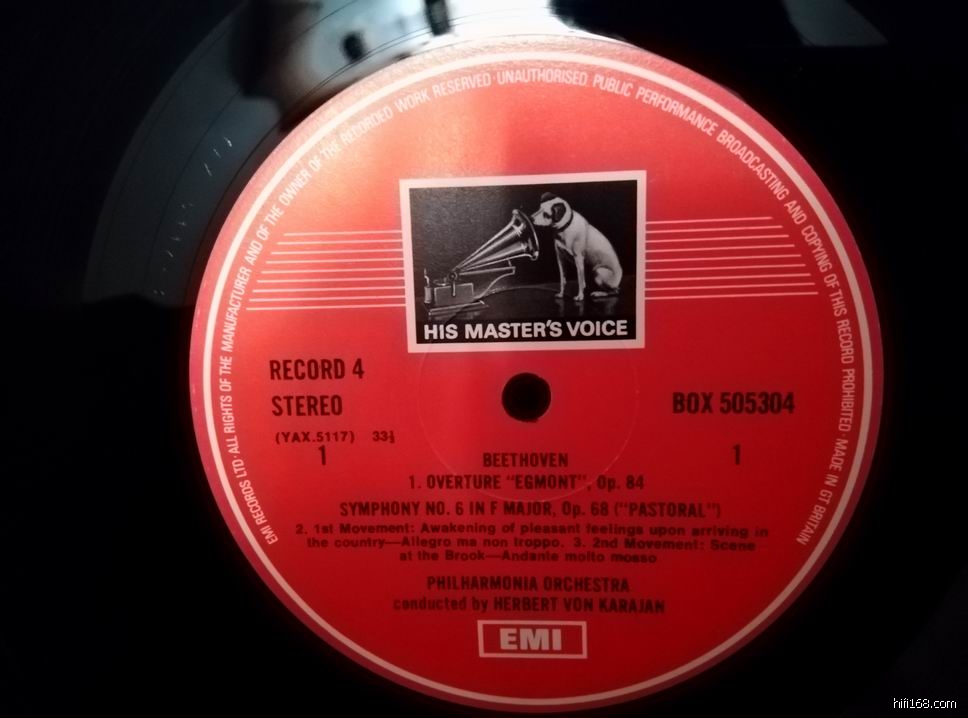 EMI RECORDS LTD · ALL RIGHTS OF THE MANUFACTURER AND OF THE OWNER OF THE RECORDED WORK RESERVED · UNAUTHORISED PUBLIC PERFORMANCE BROADCASTING AND COPYING OF THIS RECORD PROHIBITED · MADE IN GT BRITAIN
HIS MASTER'S VOICE
RECORD 4
STEREO
BOX 505304
(YAX.5117) 33⅓
1
1
BEETHOVEN
1. OVERTURE "EGMONT", Op. 84
SYMPHONY NO. 6 IN F MAJOR, Op. 68 ("PASTORAL")
2. 1st Movement: Awakening of pleasant feelings upon arriving in
the country—Allegro ma non troppo. 3. 2nd Movement: Scene
at the Brook—Andante molto mosso
PHILHARMONIA ORCHESTRA
conducted by HERBERT VON KARAJAN
EMI
hifi168.com